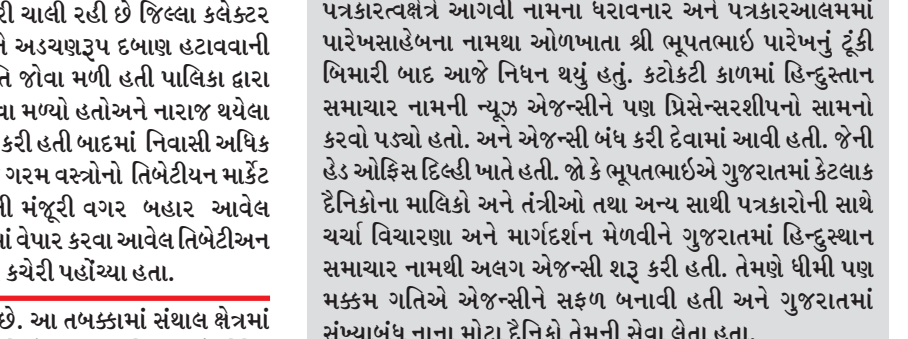 રી ચાલી રહી છે જિલ્લા કલેક્ટર
અડચણરૂપ દબાણ હટાવવાની
તિ જોવા મળી હતી પાલિકા દ્વારા
વા મળ્યો હતોઅને નારાજ થયેલા
કરી હતી બાદમાં નિવાસી અધિક
ગરમ વસ્ત્રોનો તિબેટીયન માર્કેટ
ની મંજૂરી વગર બહાર આવેલ
માં વેપાર કરવા આવેલ તિબેટીઅન
કચેરી પહોંચ્યા હતા.
છે. આ તબક્કામાં સંથાલ ક્ષેત્રમાં
પત્રકારત્વક્ષેત્રે આગવી નામના ધરાવનાર અને પત્રકારઆલમમાં
પારેખસાહેબના નામથા ઓળખાતા શ્રી ભૂપતભાઇ પારેખનું ટૂંકી
બિમારી બાદ આજે નિધન થયું હતું. કટોકટી કાળમાં હિન્દુસ્તાન
સમાચાર નામની ન્યૂઝ એજન્સીને પણ પ્રિસેન્સરશીપનો સામનો
કરવો પડ્યો હતો. અને એજન્સી બંધ કરી દેવામાં આવી હતી. જેની
હેડ ઓફિસ દિલ્હી ખાતે હતી. જો કે ભૂપતભાઇએ ગુજરાતમાં કેટલાક
દૈનિકોના માલિકો અને તંત્રીઓ તથા અન્ય સાથી પત્રકારોની સાથે
ચર્ચા વિચારણા અને માર્ગદર્શન મેળવીને ગુજરાતમાં હિન્દુસ્થાન
સમાચાર નામથી અલગ એજન્સી શરૂ કરી હતી. તેમણે ધીમી પણ
મક્કમ ગતિએ એજન્સીને સફળ બનાવી હતી અને ગુજરાતમાં
સંખ્યાબંધ નાના મોટા દૈનિકો તેમની સેવા લેતા હતા.